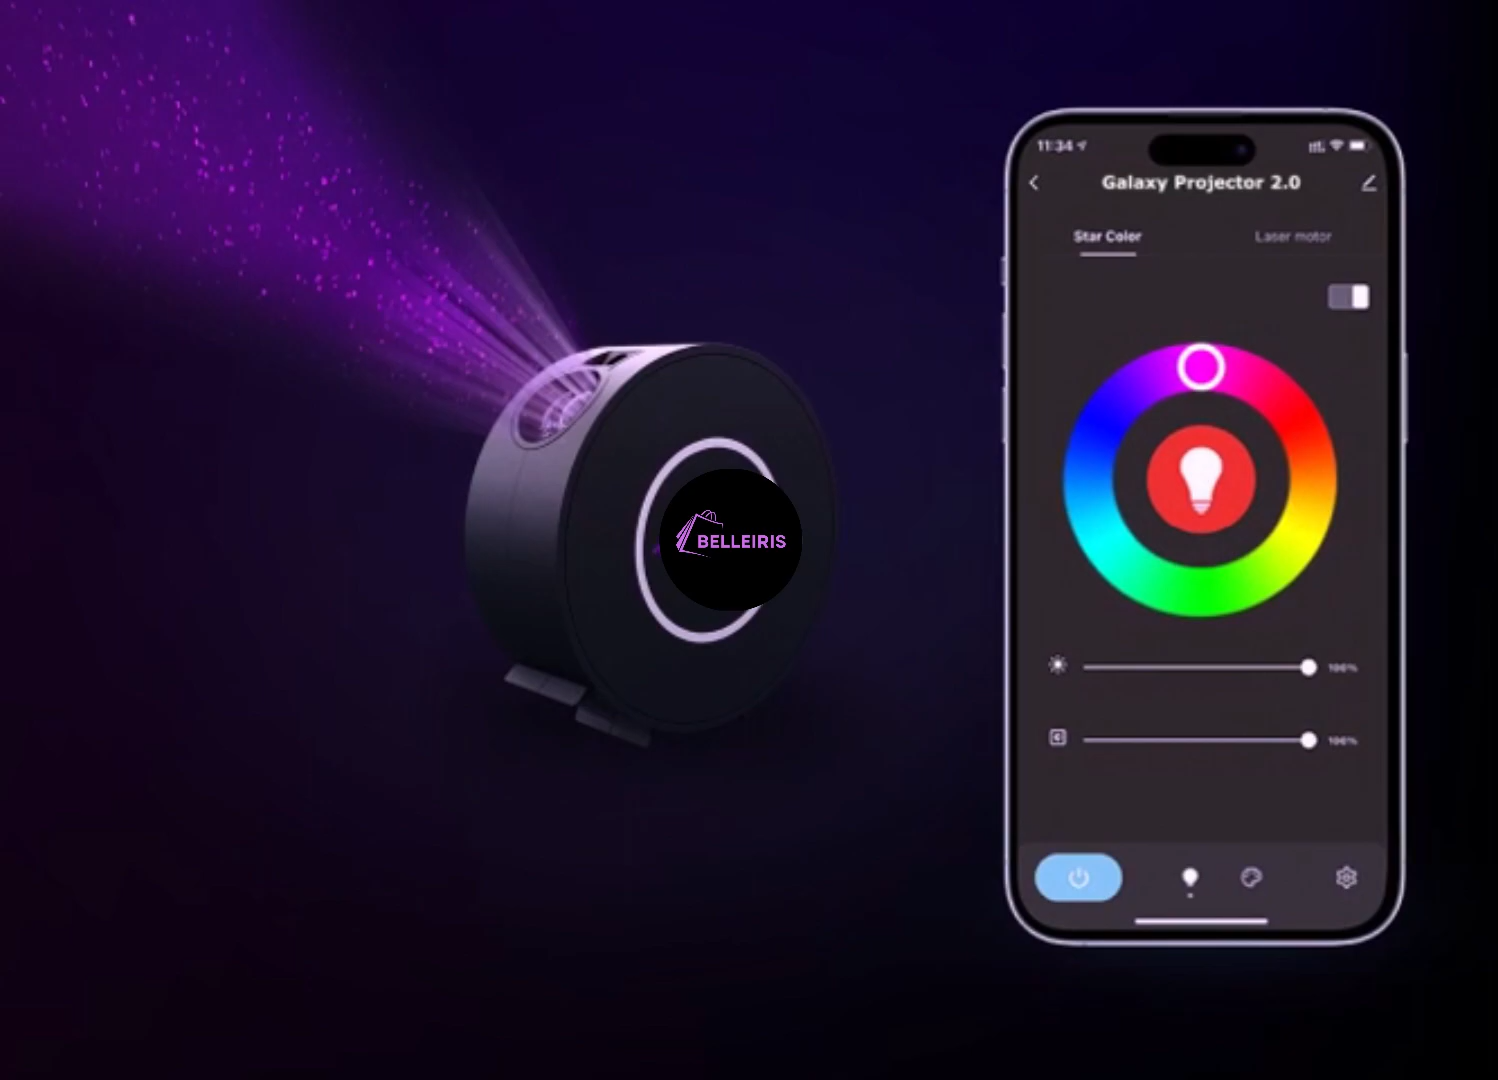 11:34
Galaxy Projector 2.0
Star Color
Laser motor
BELLEIRIS
100%
100%